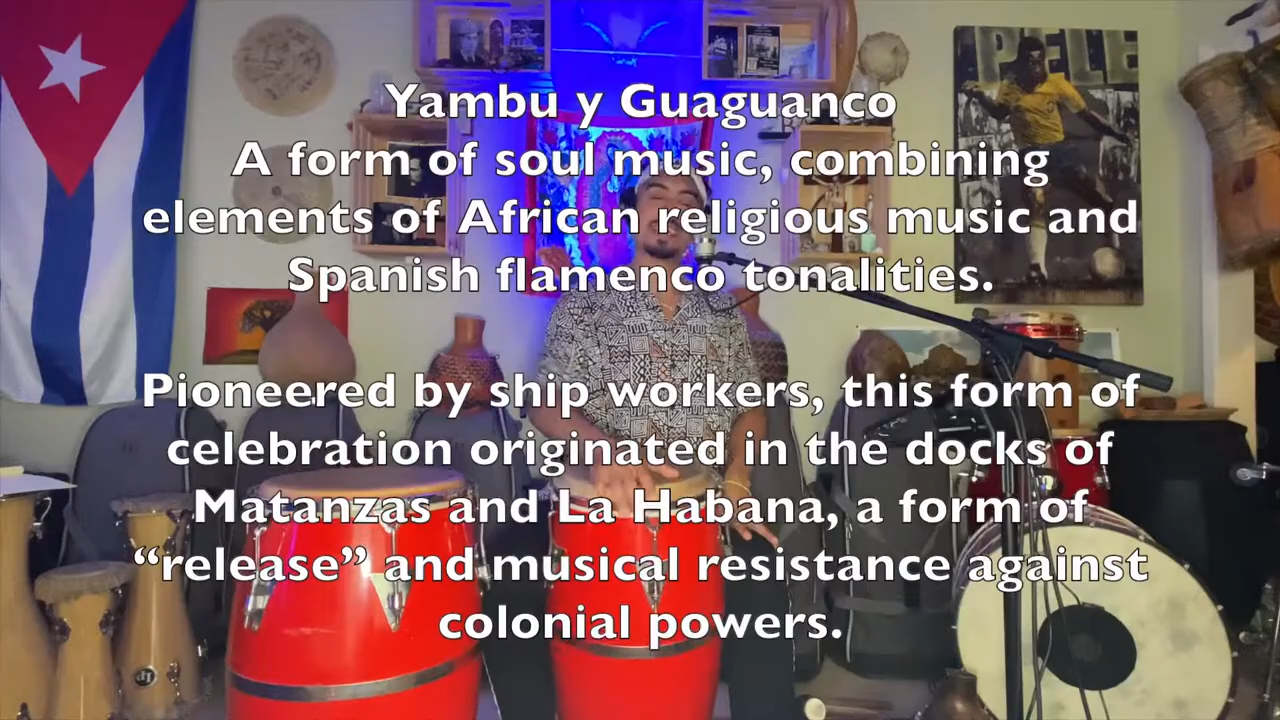 PELE
Yambu y Guaguanco
A form of soul music, combining
elements of African religious music and
Spanish flamenco tonalities.
Pioneered by ship workers, this form of
celebration originated in the docks of
Matanzas and La Habana, a form of
“release” and musical resistance against
colonial powers.